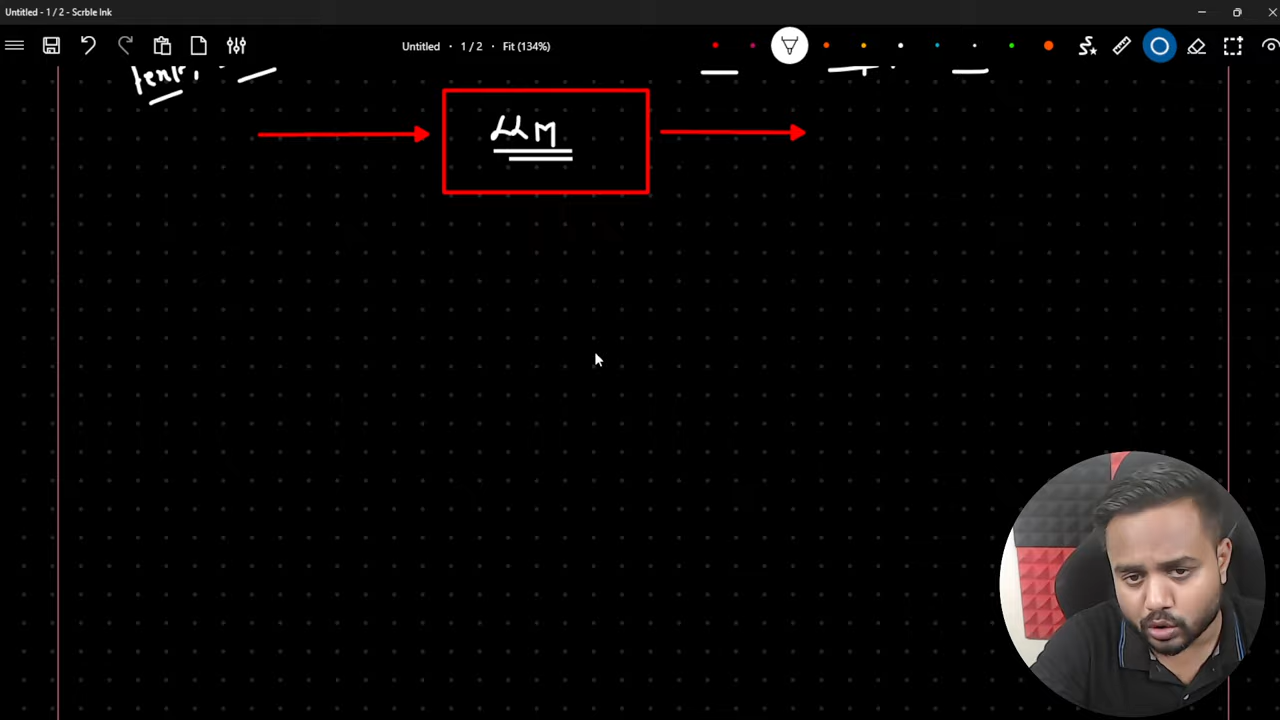 Untitled - 1 / 2 - Scrble Ink
Untitled · 1 / 2 · Fit (134%)
LLM